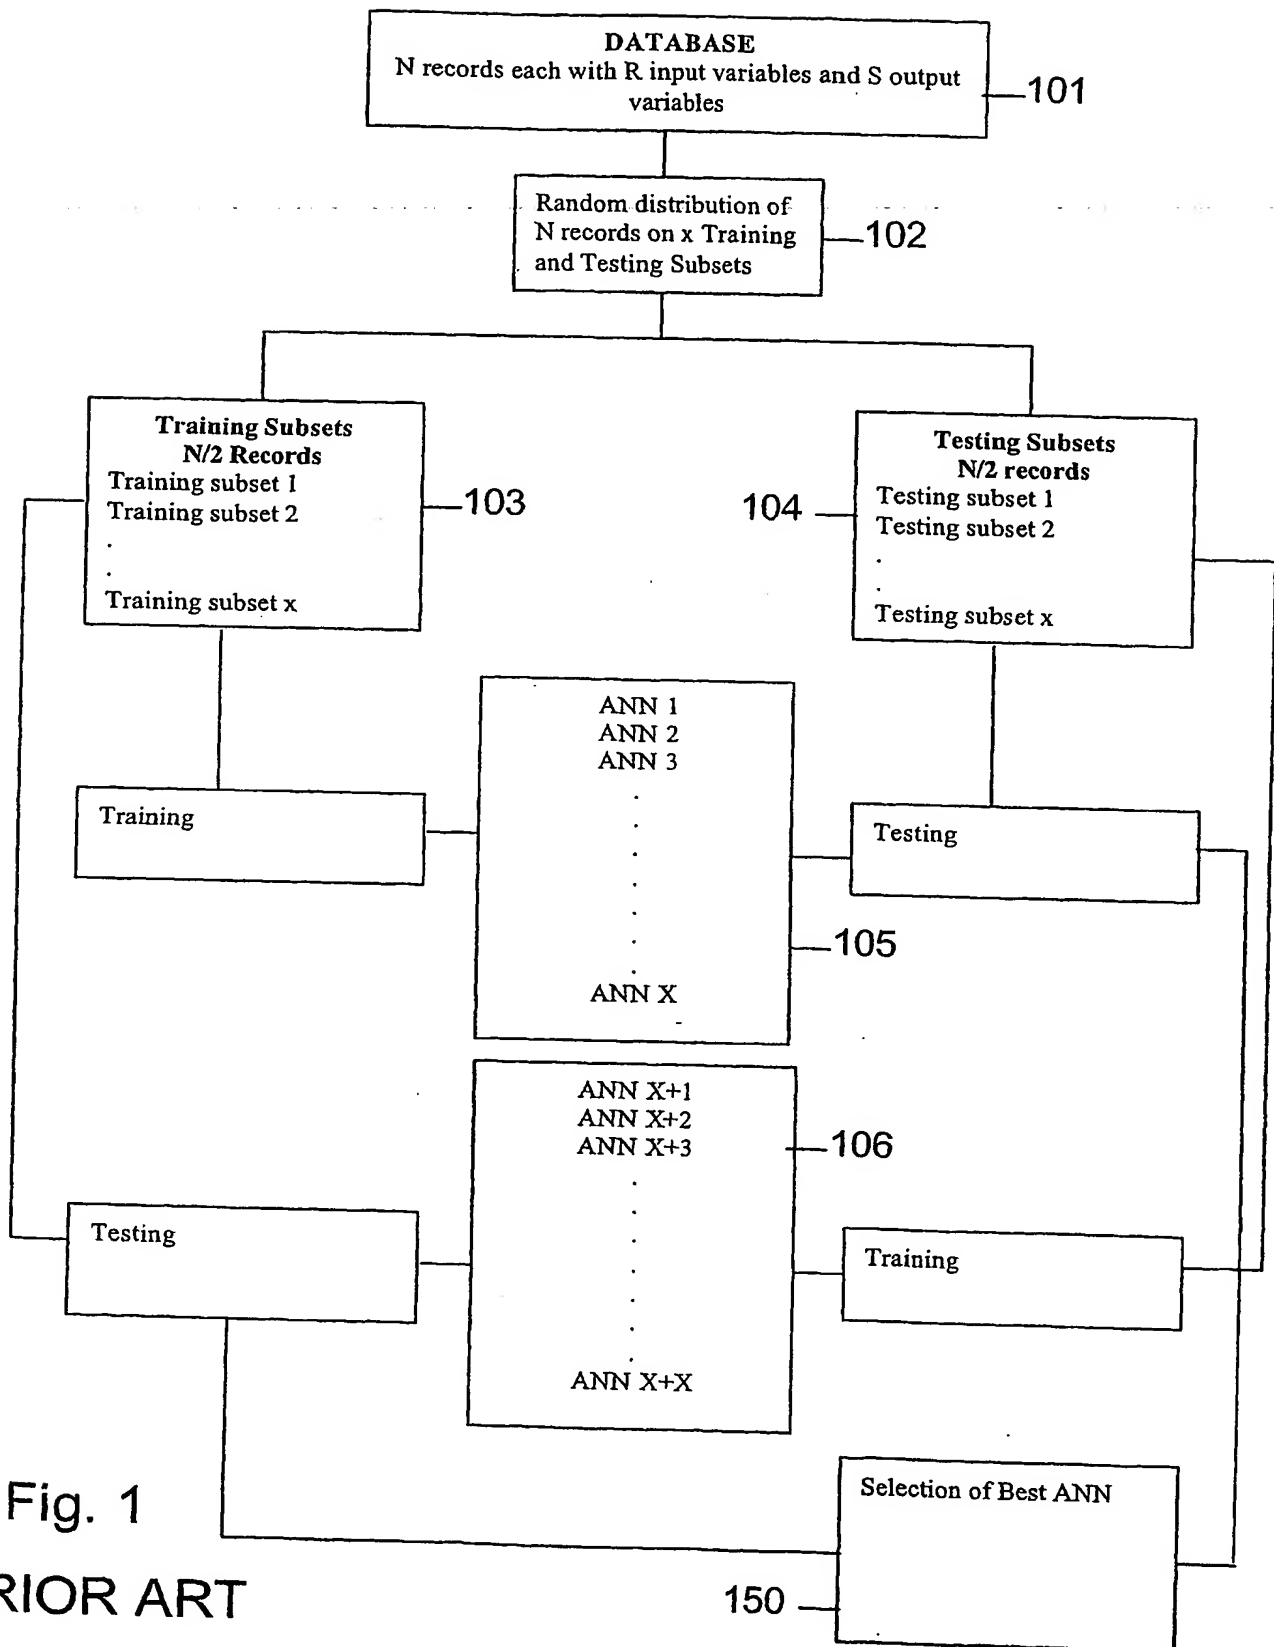 DATABASE
N records each with R input variables and S output
variables
101
Random distribution of
N records on x Training
and Testing Subsets
102
Training Subsets
N/2 Records
Training subset 1
Training subset 2
.
.
Training subset x
103
104
Testing Subsets
N/2 records
Testing subset 1
Testing subset 2
.
.
Testing subset x
ANN 1
ANN 2
ANN 3
.
.
.
.
.
.
.
ANN X
Training
Testing
105
ANN X+1
ANN X+2
ANN X+3
.
.
.
.
.
.
.
ANN X+X
106
Testing
Training
Selection of Best ANN
150
Fig. 1
RIOR ART